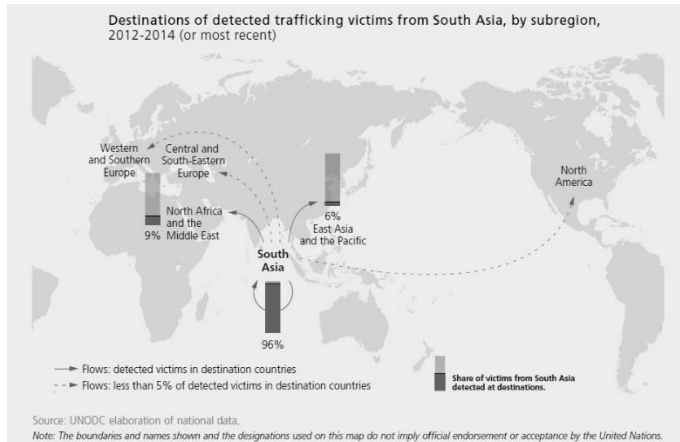 Destinations of detected trafficking victims from South Asia, by subregion,
2012-2014 (or most recent)
Western
and Southern
Europe
Central and
South-Eastern
Europe
North
America
9%
North Africa
and the
Middle East
6%
East Asia
and the Pacific
South
Asia
96%
Flows: detected victims in destination countries
Flows: less than 5% of detected victims in destination countries
Share of victims from South Asia
detected at destinations.
Source: UNODC elaboration of national data.
Note: The boundaries and names shown and the designations used on this map do not imply official endorsement or acceptance by the United Nations.